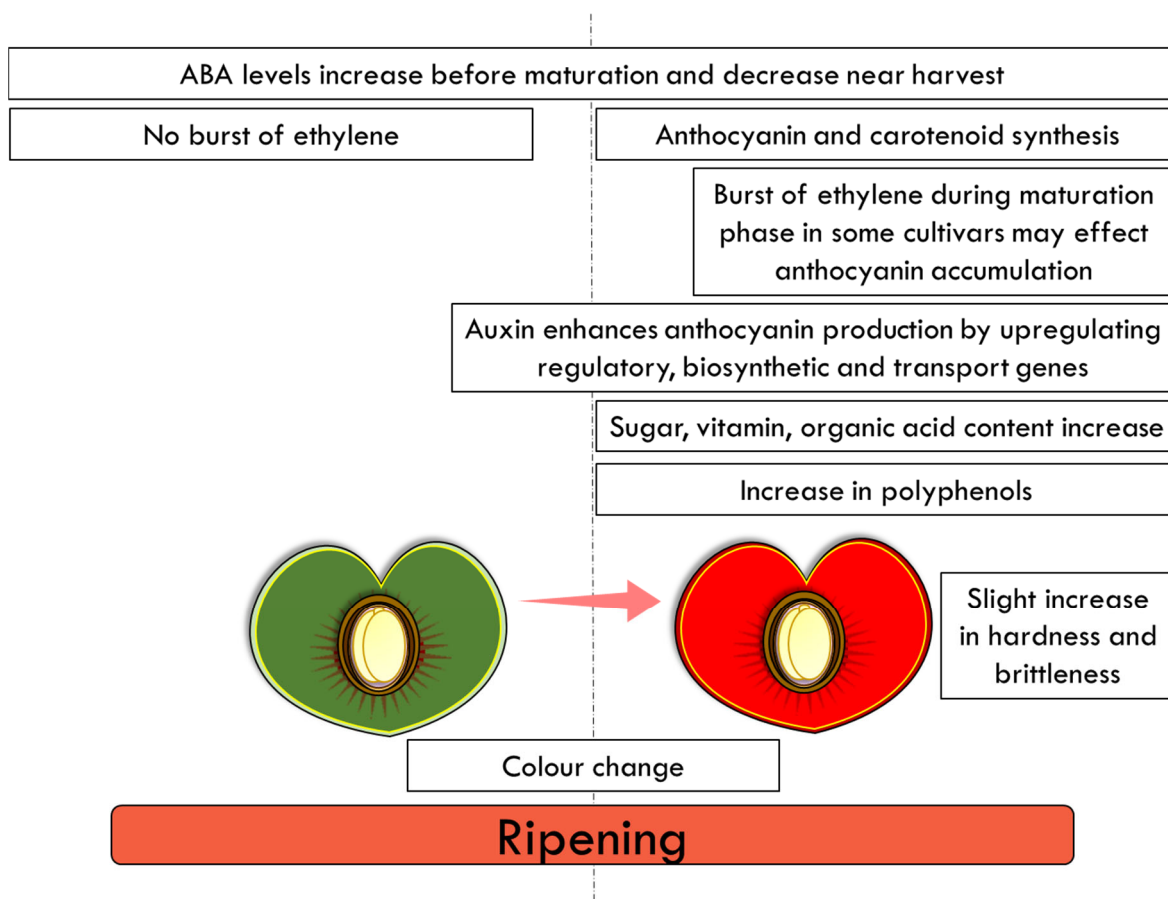 ABA levels increase before maturation and decrease near harvest
No burst of ethylene
Anthocyanin and carotenoid synthesis
Burst of ethylene during maturation
phase in some cultivars may effect
anthocyanin accumulation
Auxin enhances anthocyanin production by upregulating
regulatory, biosynthetic and transport genes
Sugar, vitamin, organic acid content increase
Increase in polyphenols
Slight increase
in hardness and
brittleness
Colour change
Ripening